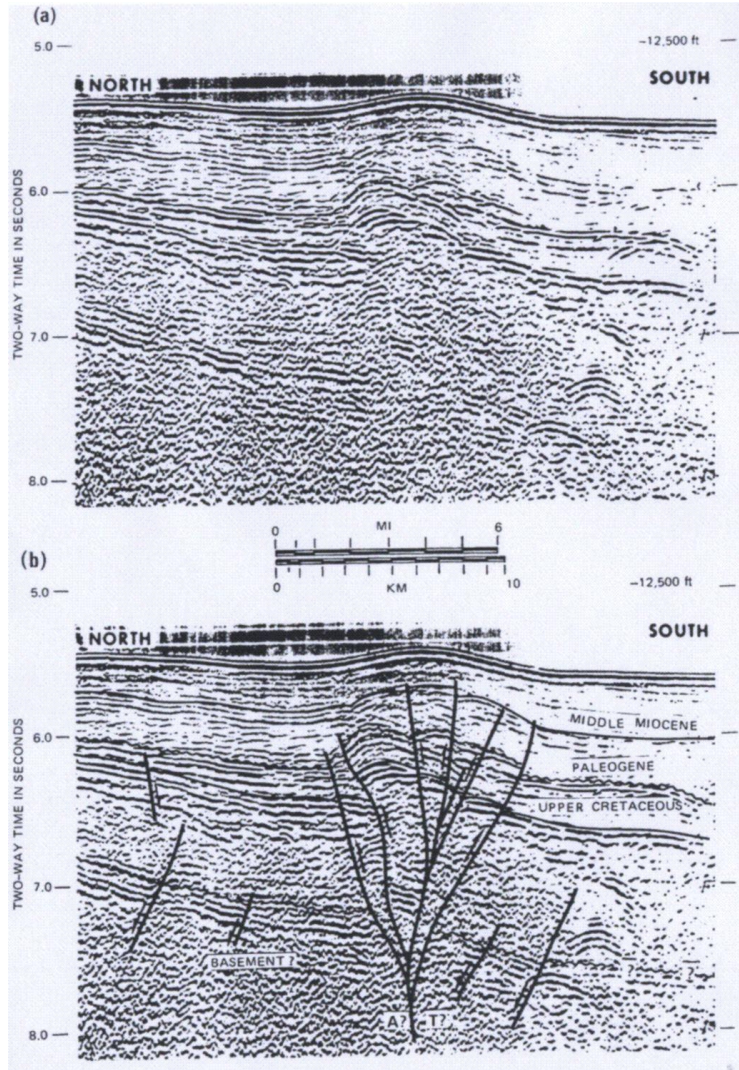 (a)
5.0
-12,500 ft
NORTH
SOUTH
6.0
TWO-WAY TIME IN SECONDS
7.0
8.0
0 MI 6
0 KM 10
(b)
5.0
-12,500 ft
NORTH
SOUTH
MIDDLE MIOCENE
6.0
PALEOGENE
UPPER CRETACEOUS
TWO-WAY TIME IN SECONDS
7.0
BASEMENT ?
? ?
A? T?
8.0